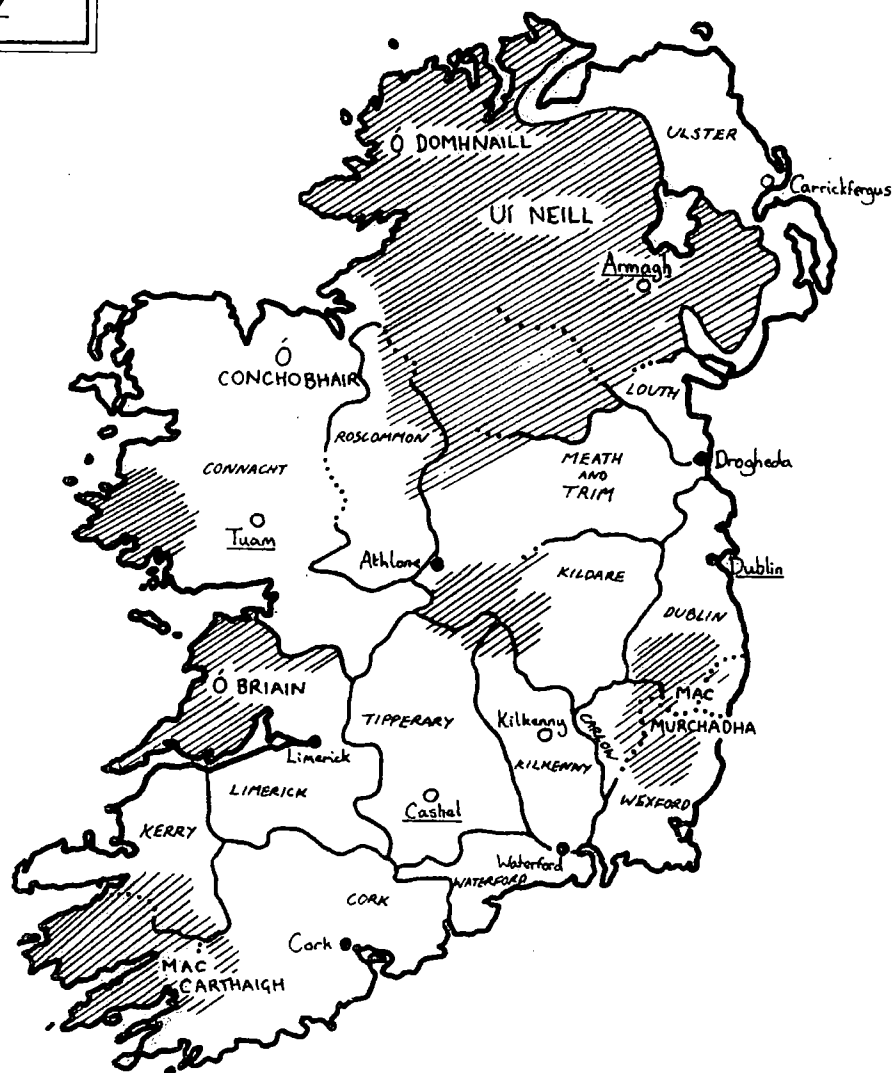 ULSTER
Ó DOMHNAILL
Carrickfergus
UÍ NEILL
Armagh
Ó
CONCHOBHAIR
LOUTH
ROSCOMMON
Drogheda
CONNACHT
MEATH
AND
TRIM
Tuam
Athlone
Dublin
KILDARE
DUBLIN
Ó BRIAIN
MAC
MURCHADHA
TIPPERARY
Kilkenny
CARLOW
Limerick
KILKENNY
LIMERICK
Cashel
WEXFORD
KERRY
Waterford
WATERFORD
CORK
Cork
MAC
CARTHAIGH